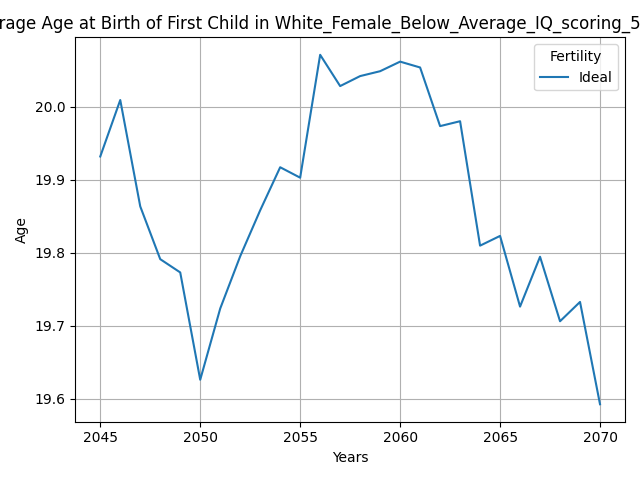 Age at Birth of First Child in White_Female_Below_Average_IQ_scoring_5
Fertility
Ideal
20.0
19.9
19.8
19.7
19.6
Age
2045 2050 2055 2060 2065 2070
Years